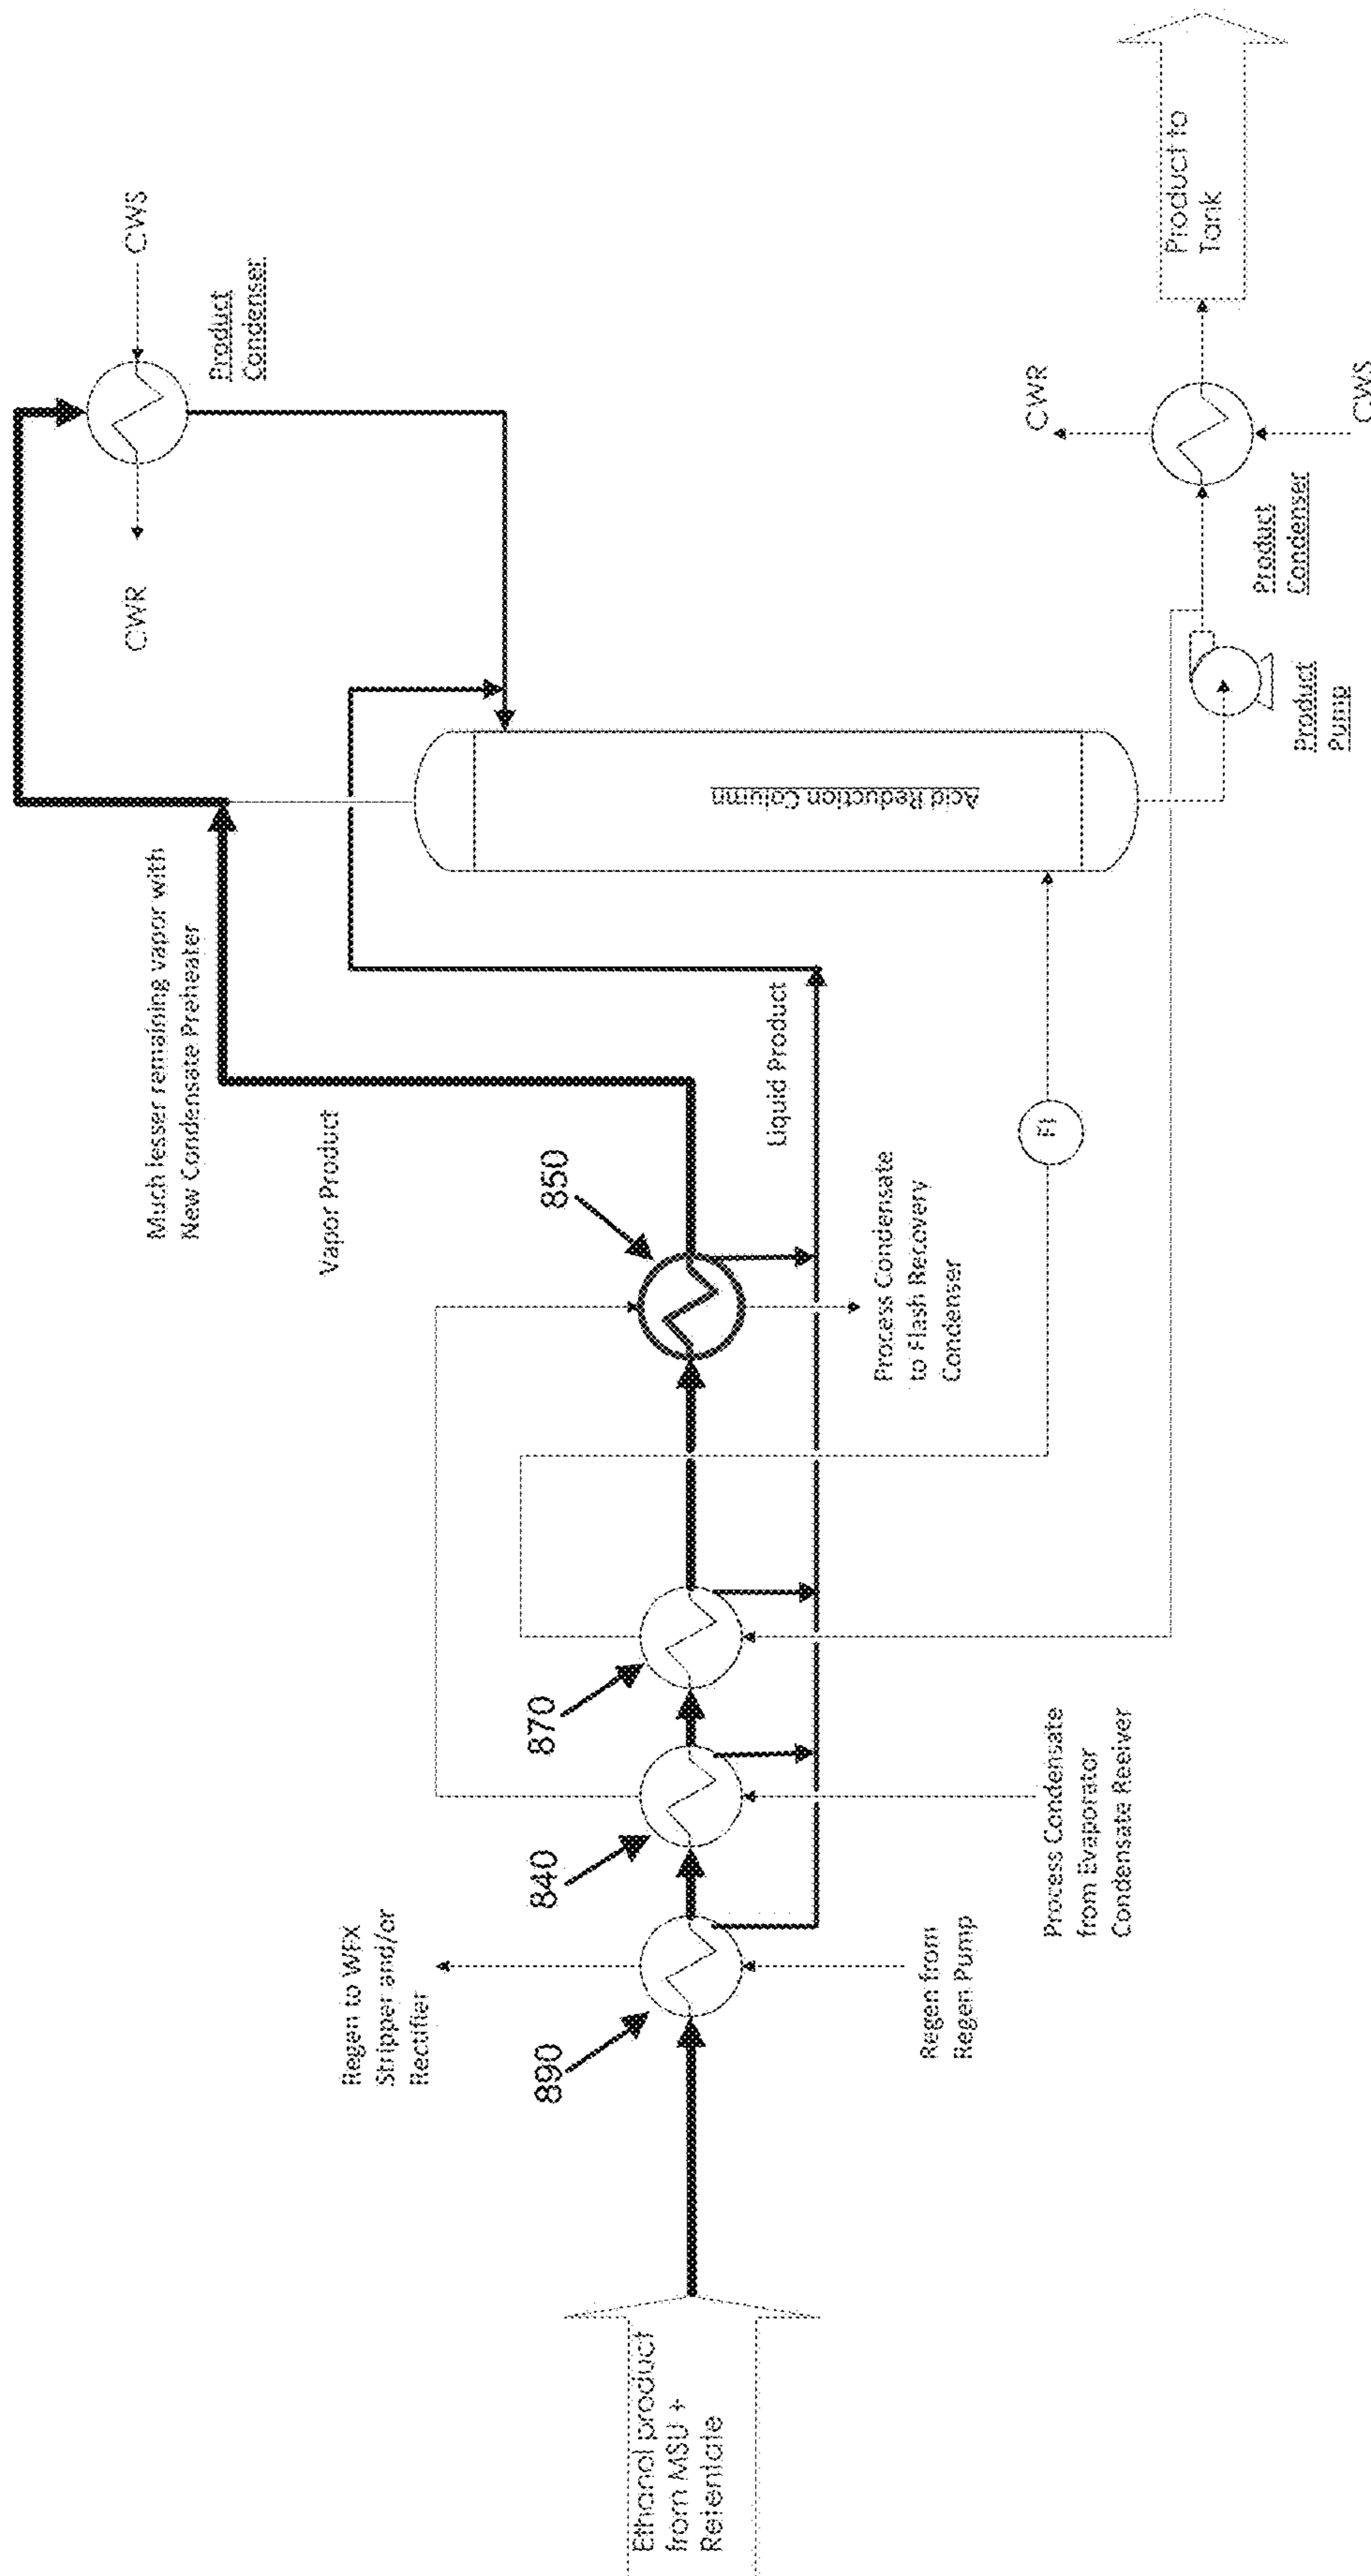 Ethanol product
from MSU +
Retentate
890
Regen to WFX
Stripper and/or
Rectifier
Regen from
Regen Pump
840
Process Condensate
from Evaporator
Condensate Reeiver
870
850
Process Condensate
to Flash Recovery
Condenser
Vapor Product
Liquid Product
Much lesser remaining vapor with
New Condensate Preheater
FI
Acid Reduction Column
CWR
CWS
Product
Condenser
Product
Pump
Product
Condenser
CWR
CWS
Product to
Tank